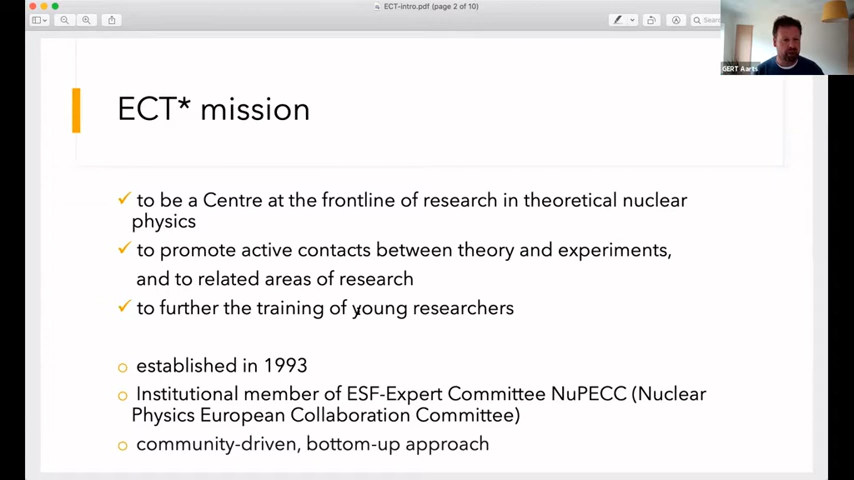 ECT-intro.pdf (page 2 of 10)
Sear
GERT Aarts
ECT* mission
✓ to be a Centre at the frontline of research in theoretical nuclear
physics
✓ to promote active contacts between theory and experiments,
and to related areas of research
✓ to further the training of young researchers
o established in 1993
o Institutional member of ESF-Expert Committee NuPECC (Nuclear
Physics European Collaboration Committee)
o community-driven, bottom-up approach